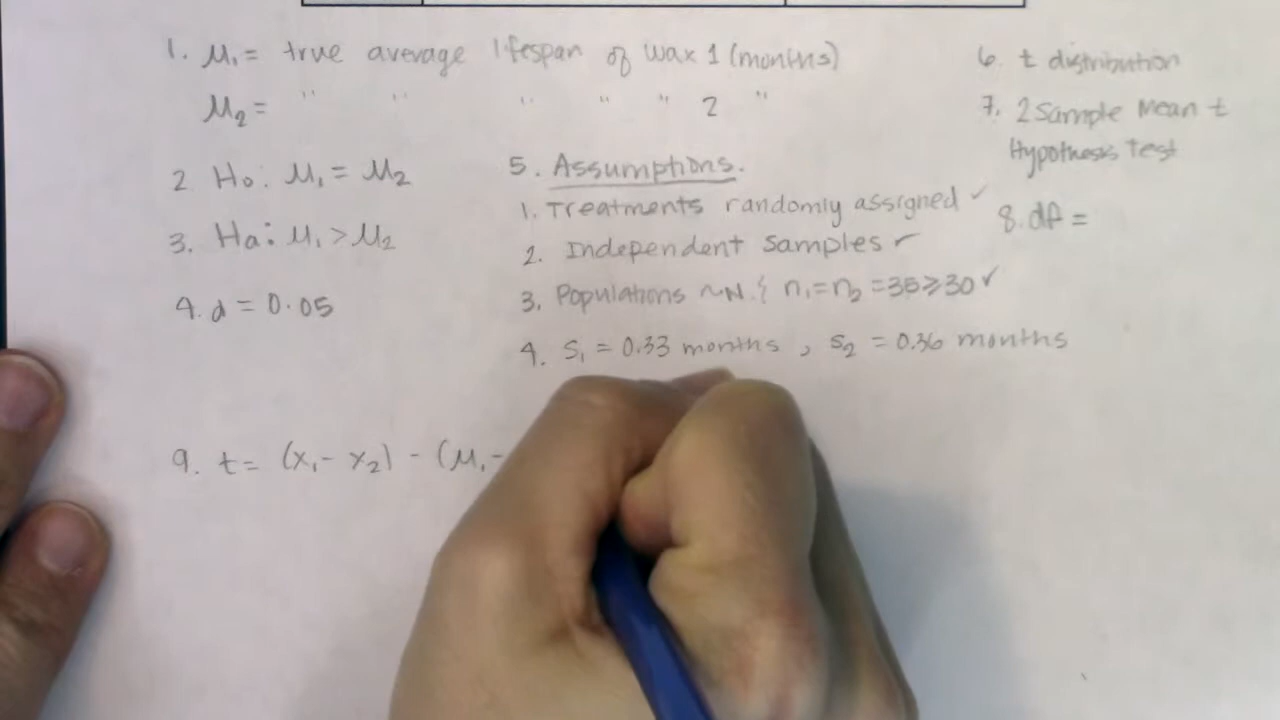 1. μ₁ = true average lifespan of wax 1 (months)
μ₂ = " " " " " 2 "
2 Ho: μ₁ = μ₂
3. Ha: μ₁ > μ₂
4. α = 0.05
5. Assumptions.
1. Treatments randomly assigned ✓
2. Independent samples ✓
3. Populations ~N. & n₁=n₂ =35≥30 ✓
4. S₁ = 0.33 months , S₂ = 0.36 months
6. t distribution
7. 2 Sample Mean t
Hypothesis Test
8. df =
9. t = (x₁- x₂) - (μ₁-